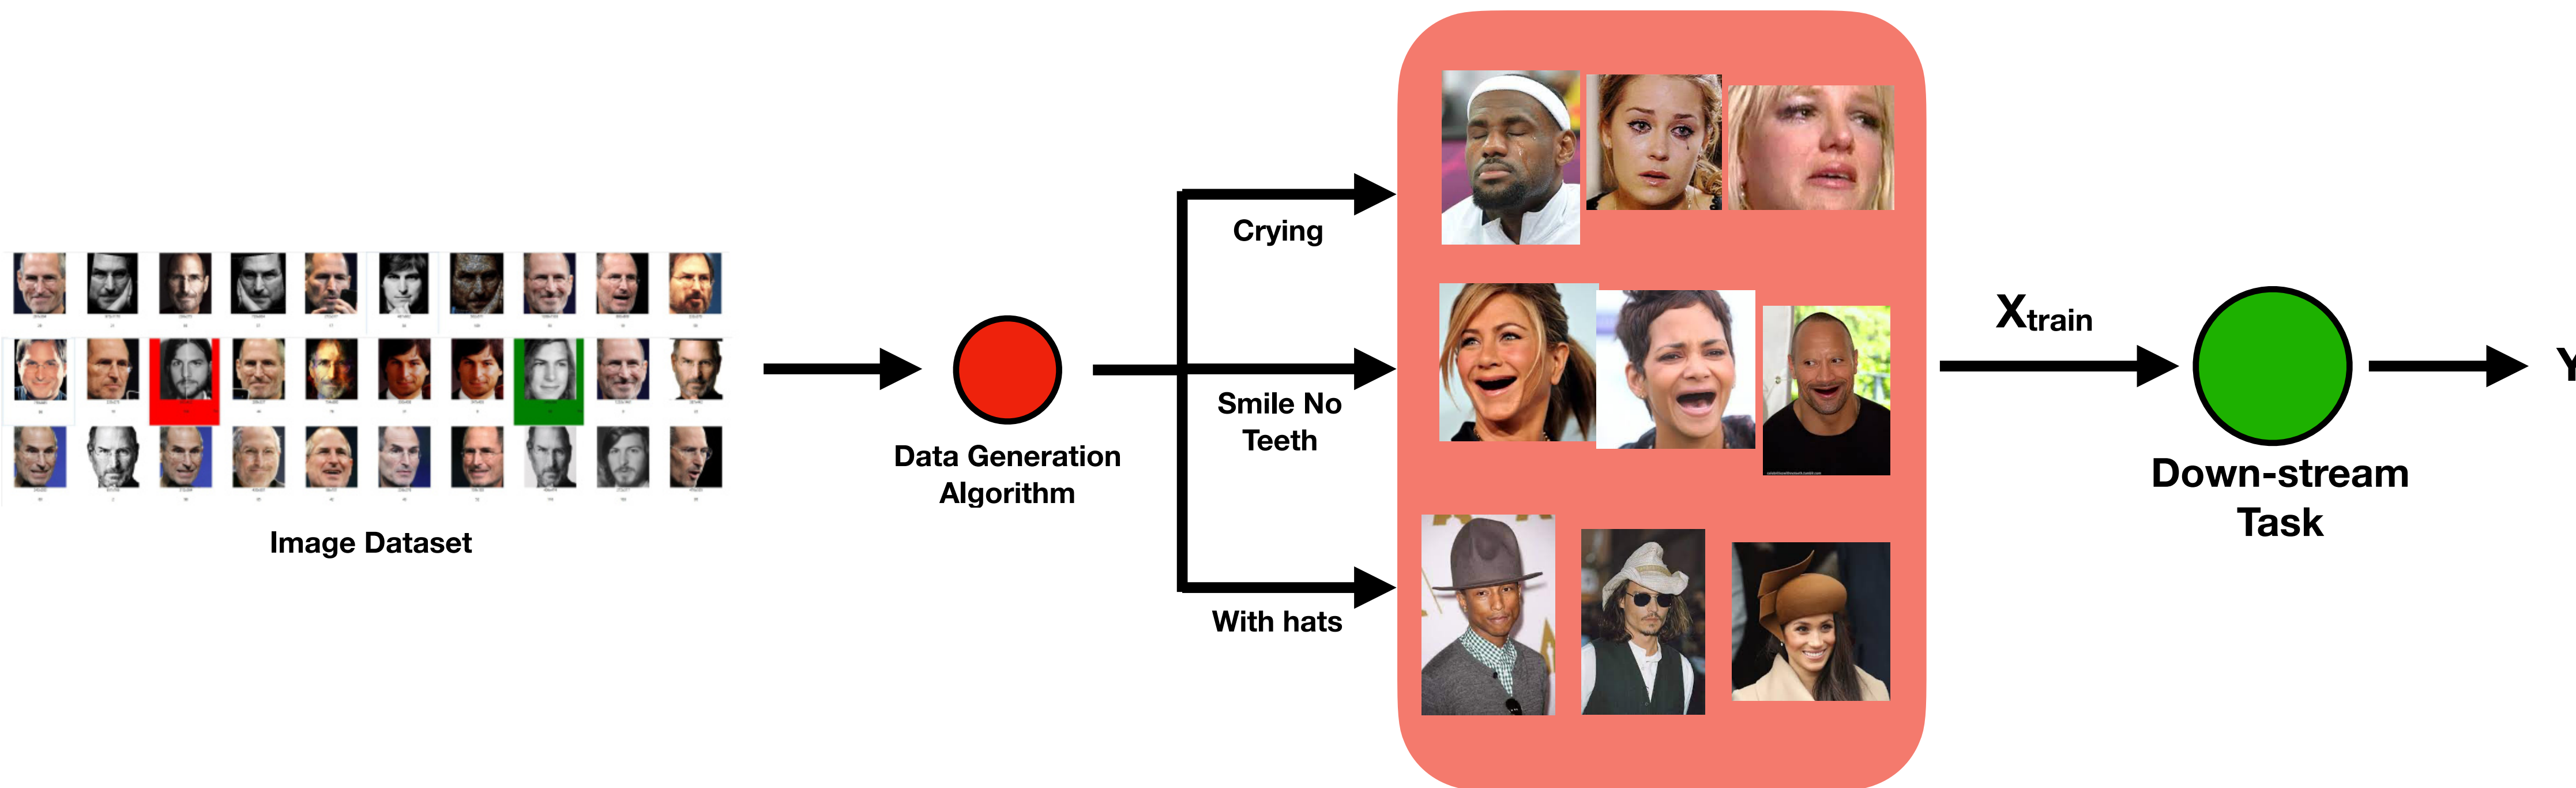 Image Dataset
Data Generation
Algorithm
Crying
Smile No
Teeth
With hats
Xtrain
Down-stream
Task
Y